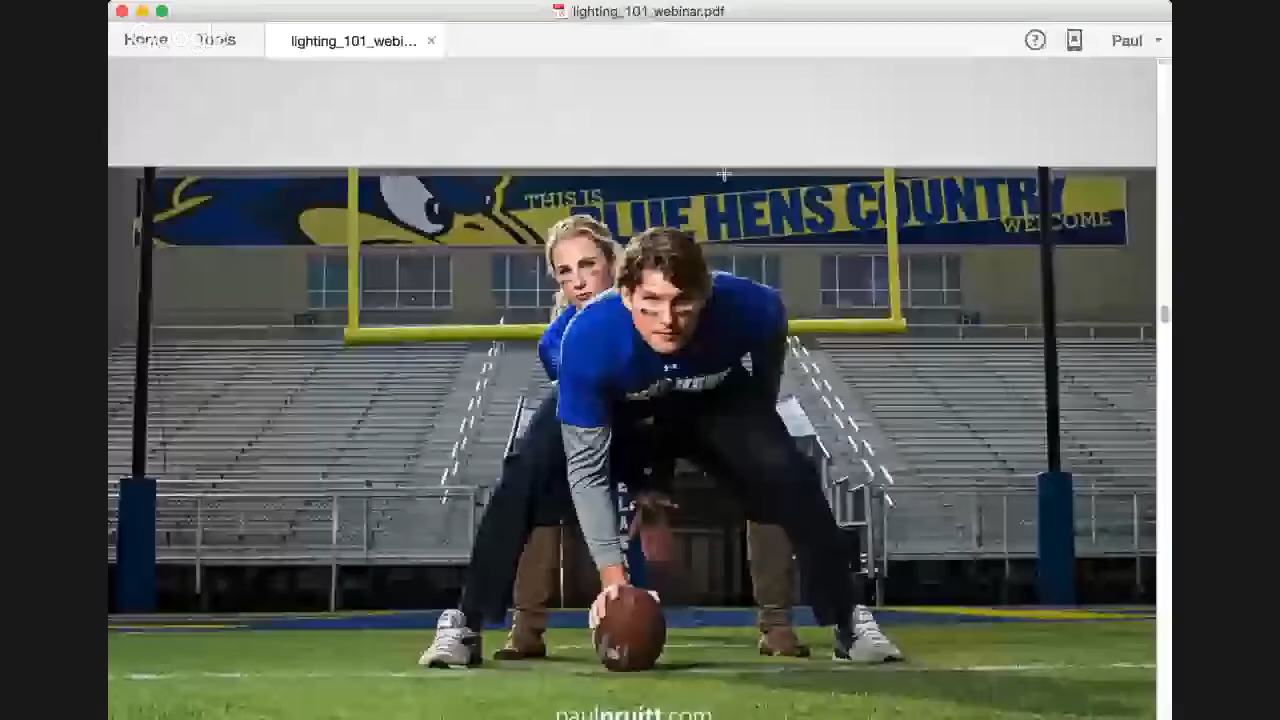 lighting_101_webinar.pdf
Home Tools lighting_101_webi... × ? Paul
THIS IS
BLUE HENS COUNTRY
WELCOME
paulpruitt.com